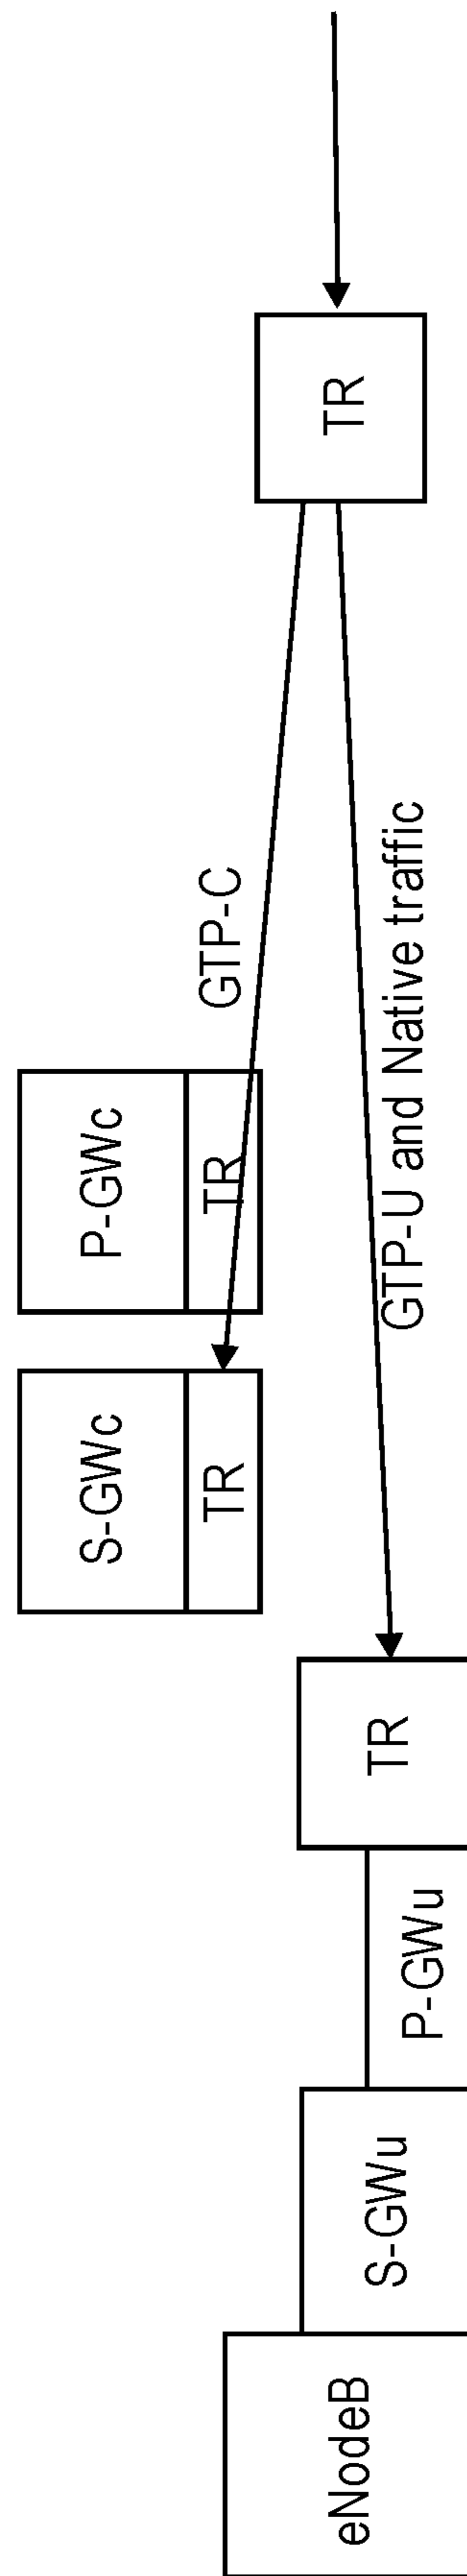 S-GWc
P-GWc
TR
TR
GTP-C
TR
GTP-U and Native traffic
eNodeB
S-GWu
P-GWu
TR